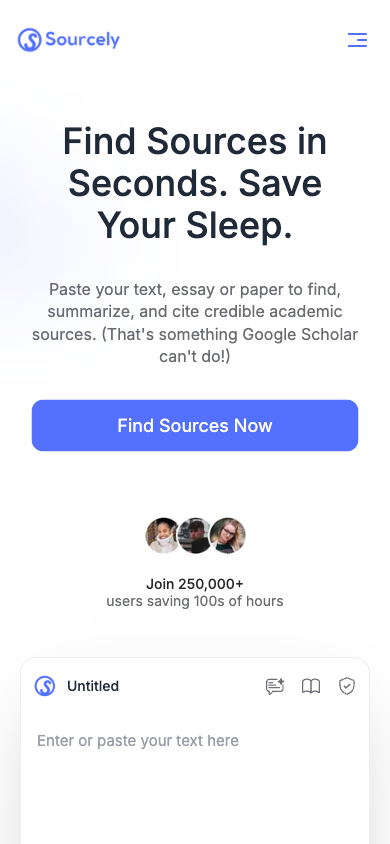 Sourcely
Find Sources in
Seconds. Save
Your Sleep.
Paste your text, essay or paper to find,
summarize, and cite credible academic
sources. (That's something Google Scholar
can't do!)
Find Sources Now
Join 250,000+
users saving 100s of hours
Untitled
Enter or paste your text here